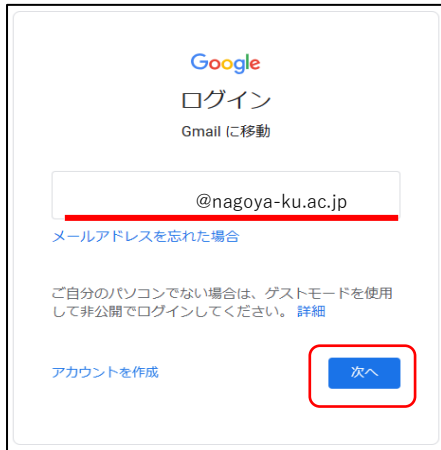 Google
ログイン
Gmail に移動
@nagoya-ku.ac.jp
メールアドレスを忘れた場合
ご自分のパソコンでない場合は、ゲストモードを使用
して非公開でログインしてください。 詳細
アカウントを作成
次へ